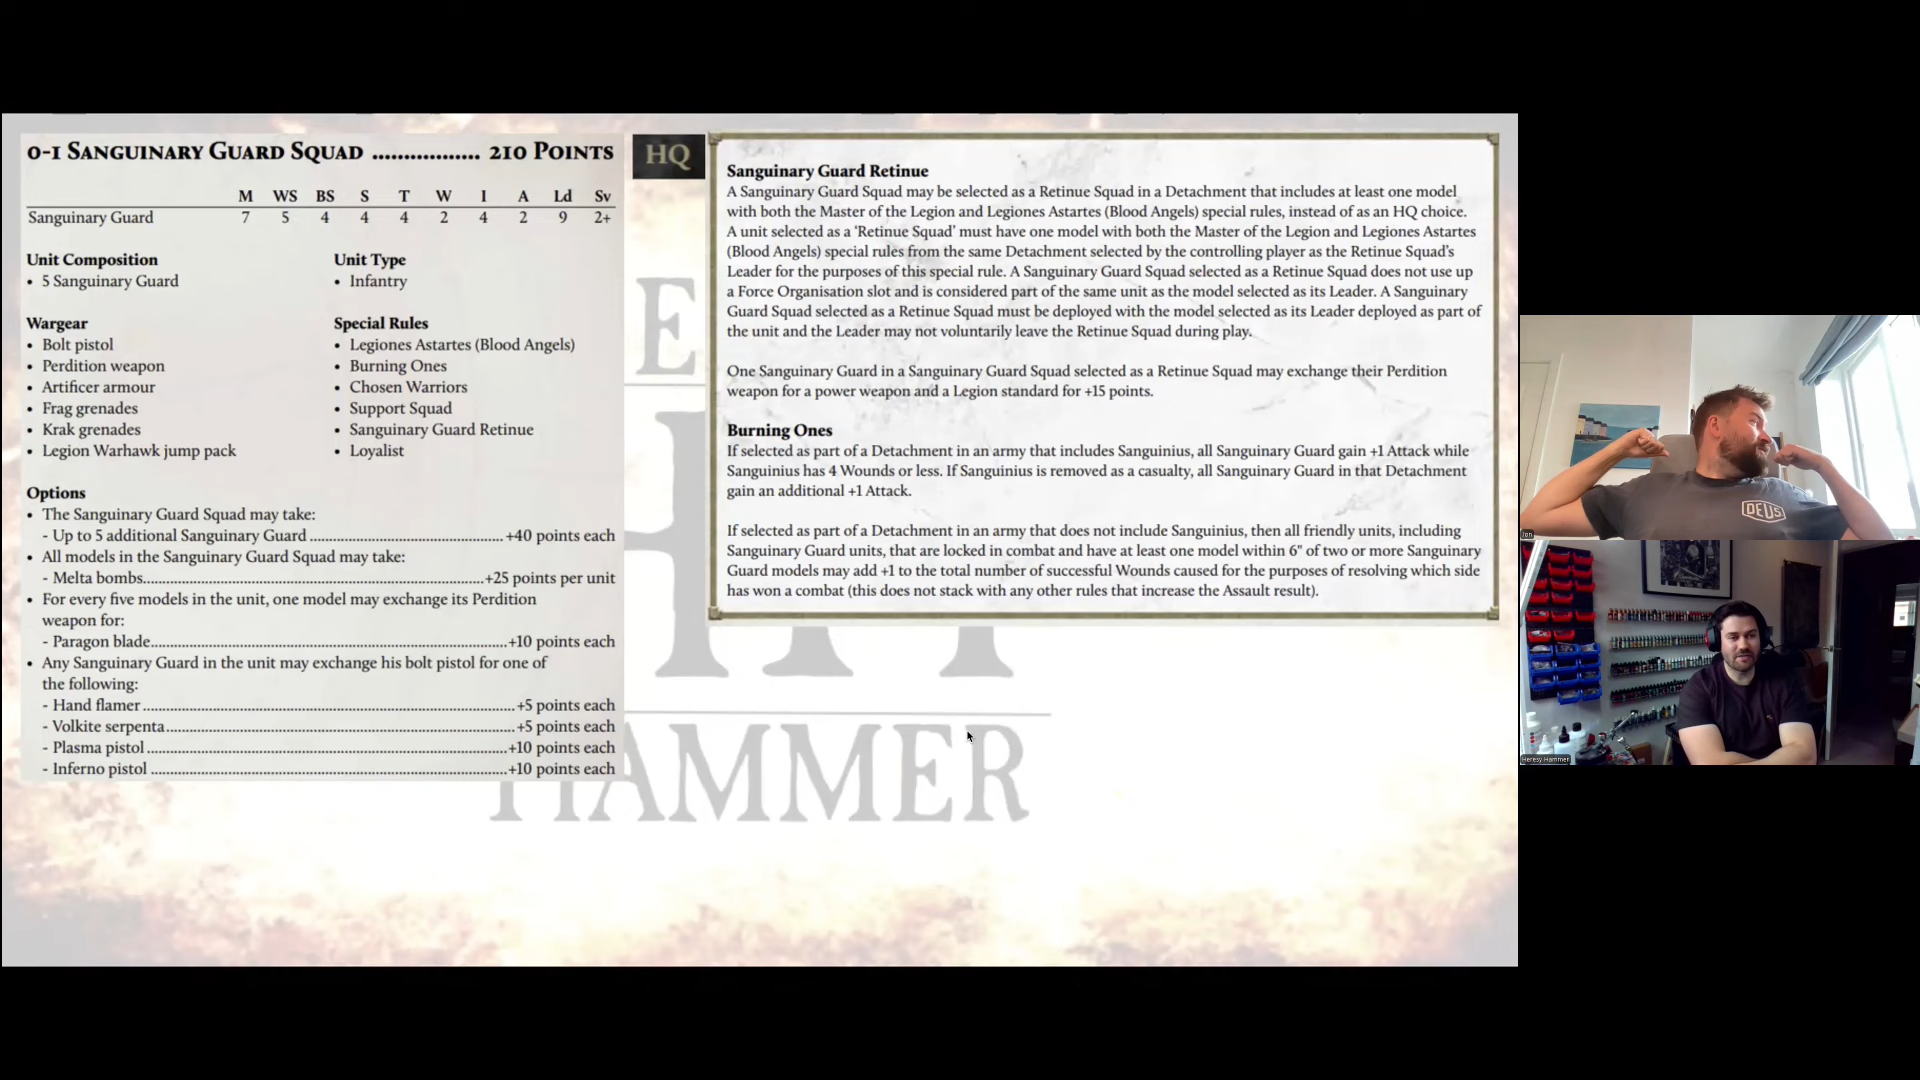 0-1 Sanguinary Guard Squad ................. 210 Points
HQ
M WS BS S T W I A Ld Sv
Sanguinary Guard 7 5 4 4 4 2 4 2 9 2+
Unit Composition
• 5 Sanguinary Guard
Unit Type
• Infantry
Wargear
• Bolt pistol
• Perdition weapon
• Artificer armour
• Frag grenades
• Krak grenades
• Legion Warhawk jump pack
Special Rules
• Legiones Astartes (Blood Angels)
• Burning Ones
• Chosen Warriors
• Support Squad
• Sanguinary Guard Retinue
• Loyalist
Options
• The Sanguinary Guard Squad may take:
- Up to 5 additional Sanguinary Guard ................ +40 points each
• All models in the Sanguinary Guard Squad may take:
- Melta bombs................ +25 points per unit
• For every five models in the unit, one model may exchange its Perdition
weapon for:
- Paragon blade................ +10 points each
• Any Sanguinary Guard in the unit may exchange his bolt pistol for one of
the following:
- Hand flamer ................ +5 points each
- Volkite serpenta................ +5 points each
- Plasma pistol ................ +10 points each
- Inferno pistol ................ +10 points each
Sanguinary Guard Retinue
A Sanguinary Guard Squad may be selected as a Retinue Squad in a Detachment that includes at least one model
with both the Master of the Legion and Legiones Astartes (Blood Angels) special rules, instead of as an HQ choice.
A unit selected as a ‘Retinue Squad’ must have one model with both the Master of the Legion and Legiones Astartes
(Blood Angels) special rules from the same Detachment selected by the controlling player as the Retinue Squad’s
Leader for the purposes of this special rule. A Sanguinary Guard Squad selected as a Retinue Squad does not use up
a Force Organisation slot and is considered part of the same unit as the model selected as its Leader. A Sanguinary
Guard Squad selected as a Retinue Squad must be deployed with the model selected as its Leader deployed as part of
the unit and the Leader may not voluntarily leave the Retinue Squad during play.
One Sanguinary Guard in a Sanguinary Guard Squad selected as a Retinue Squad may exchange their Perdition
weapon for a power weapon and a Legion standard for +15 points.
Burning Ones
If selected as part of a Detachment in an army that includes Sanguinius, all Sanguinary Guard gain +1 Attack while
Sanguinius has 4 Wounds or less. If Sanguinius is removed as a casualty, all Sanguinary Guard in that Detachment
gain an additional +1 Attack.
If selected as part of a Detachment in an army that does not include Sanguinius, then all friendly units, including
Sanguinary Guard units, that are locked in combat and have at least one model within 6" of two or more Sanguinary
Guard models may add +1 to the total number of successful Wounds caused for the purposes of resolving which side
has won a combat (this does not stack with any other rules that increase the Assault result).
HAMMER
DEUS
Jon
Heresy Hammer